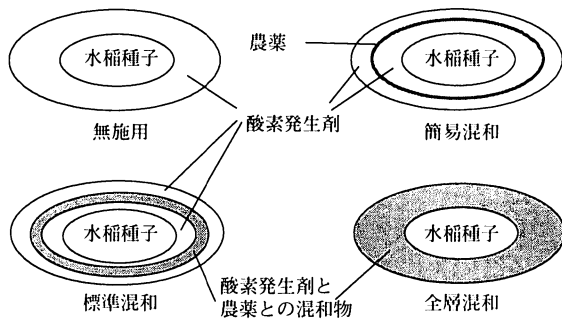 水稲種子
農薬
水稲種子
無施用
酸素発生剤
簡易混和
水稲種子
水稲種子
標準混和
酸素発生剤と
農薬との混和物
全層混和